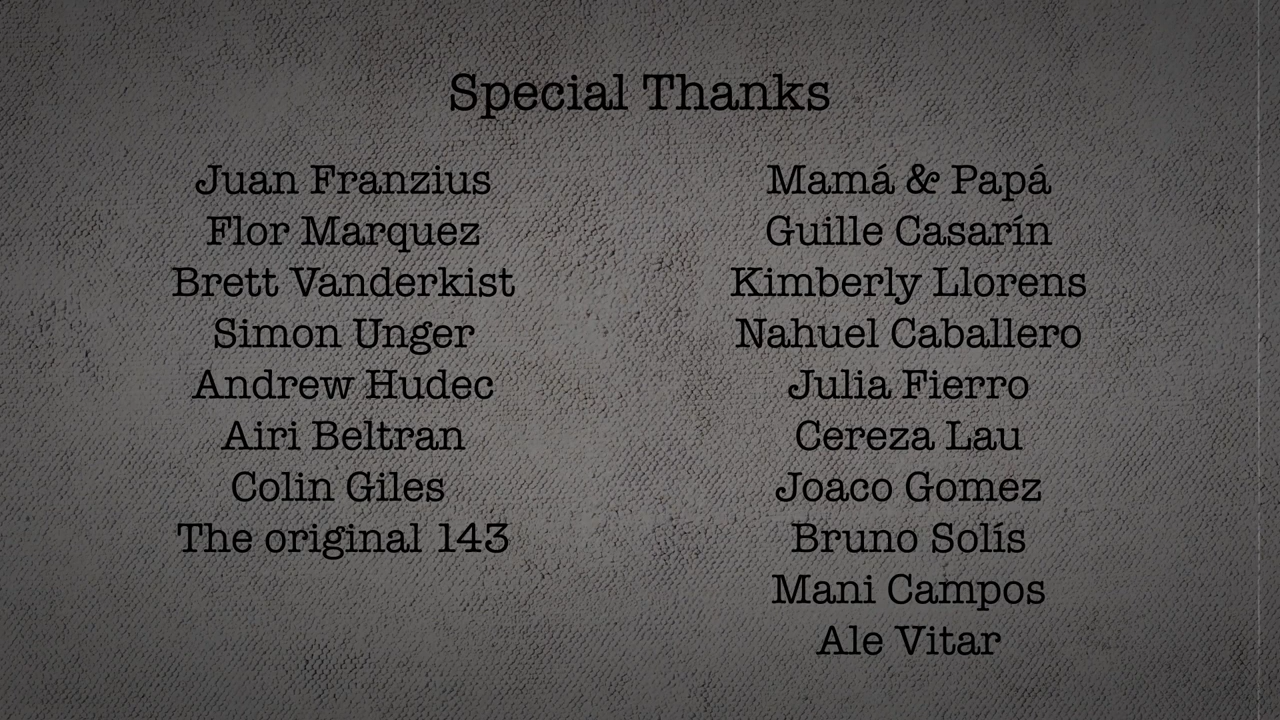 Special Thanks
Juan Franzius
Flor Marquez
Brett Vanderkist
Simon Unger
Andrew Hudec
Airi Beltran
Colin Giles
The original 143
Mamá & Papá
Guille Casarín
Kimberly Llorens
Nahuel Caballero
Julia Fierro
Cereza Lau
Joaco Gomez
Bruno Solís
Mani Campos
Ale Vitar